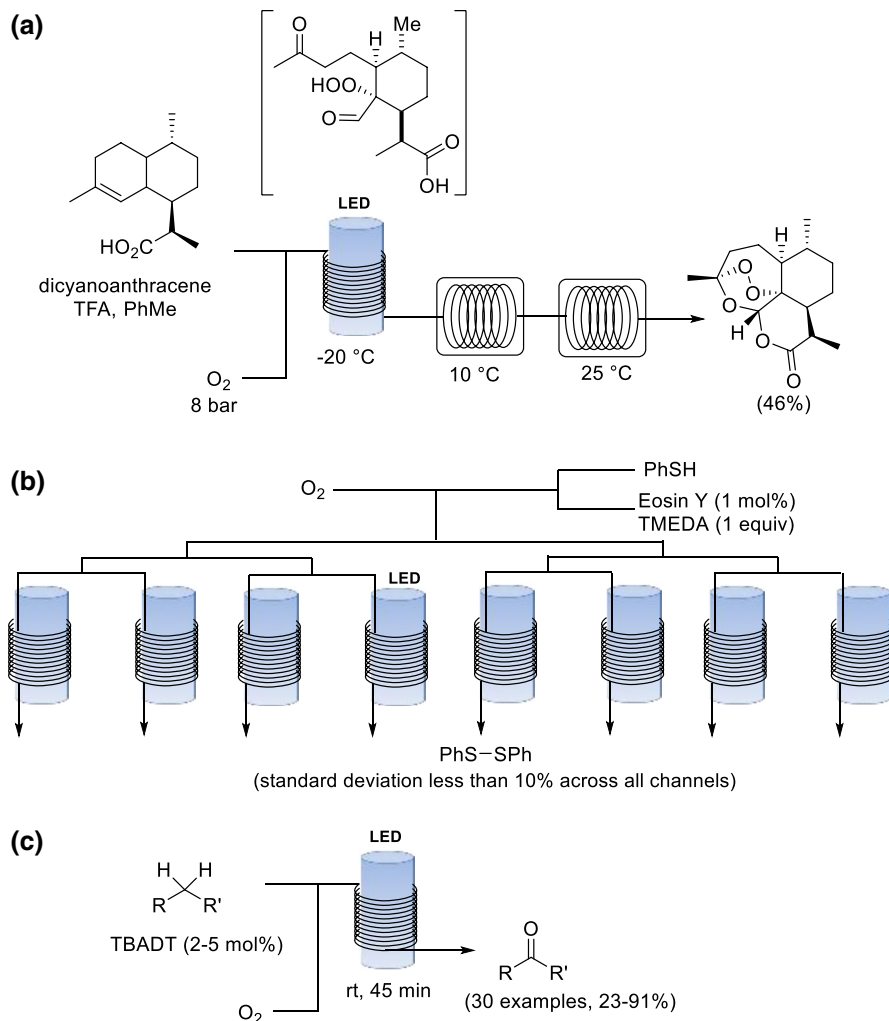 (a)
O
H
Me
HOO
O
O
OH
HO₂C
dicyanoanthracene
TFA, PhMe
LED
-20 °C
O₂
8 bar
10 °C
25 °C
H
O
O
O
H
O
O
(46%)
(b)
O₂
PhSH
Eosin Y (1 mol%)
TMEDA (1 equiv)
LED
PhS–SPh
(standard deviation less than 10% across all channels)
(c)
LED
H H
R R'
TBADT (2-5 mol%)
O₂
rt, 45 min
O
R R'
(30 examples, 23-91%)